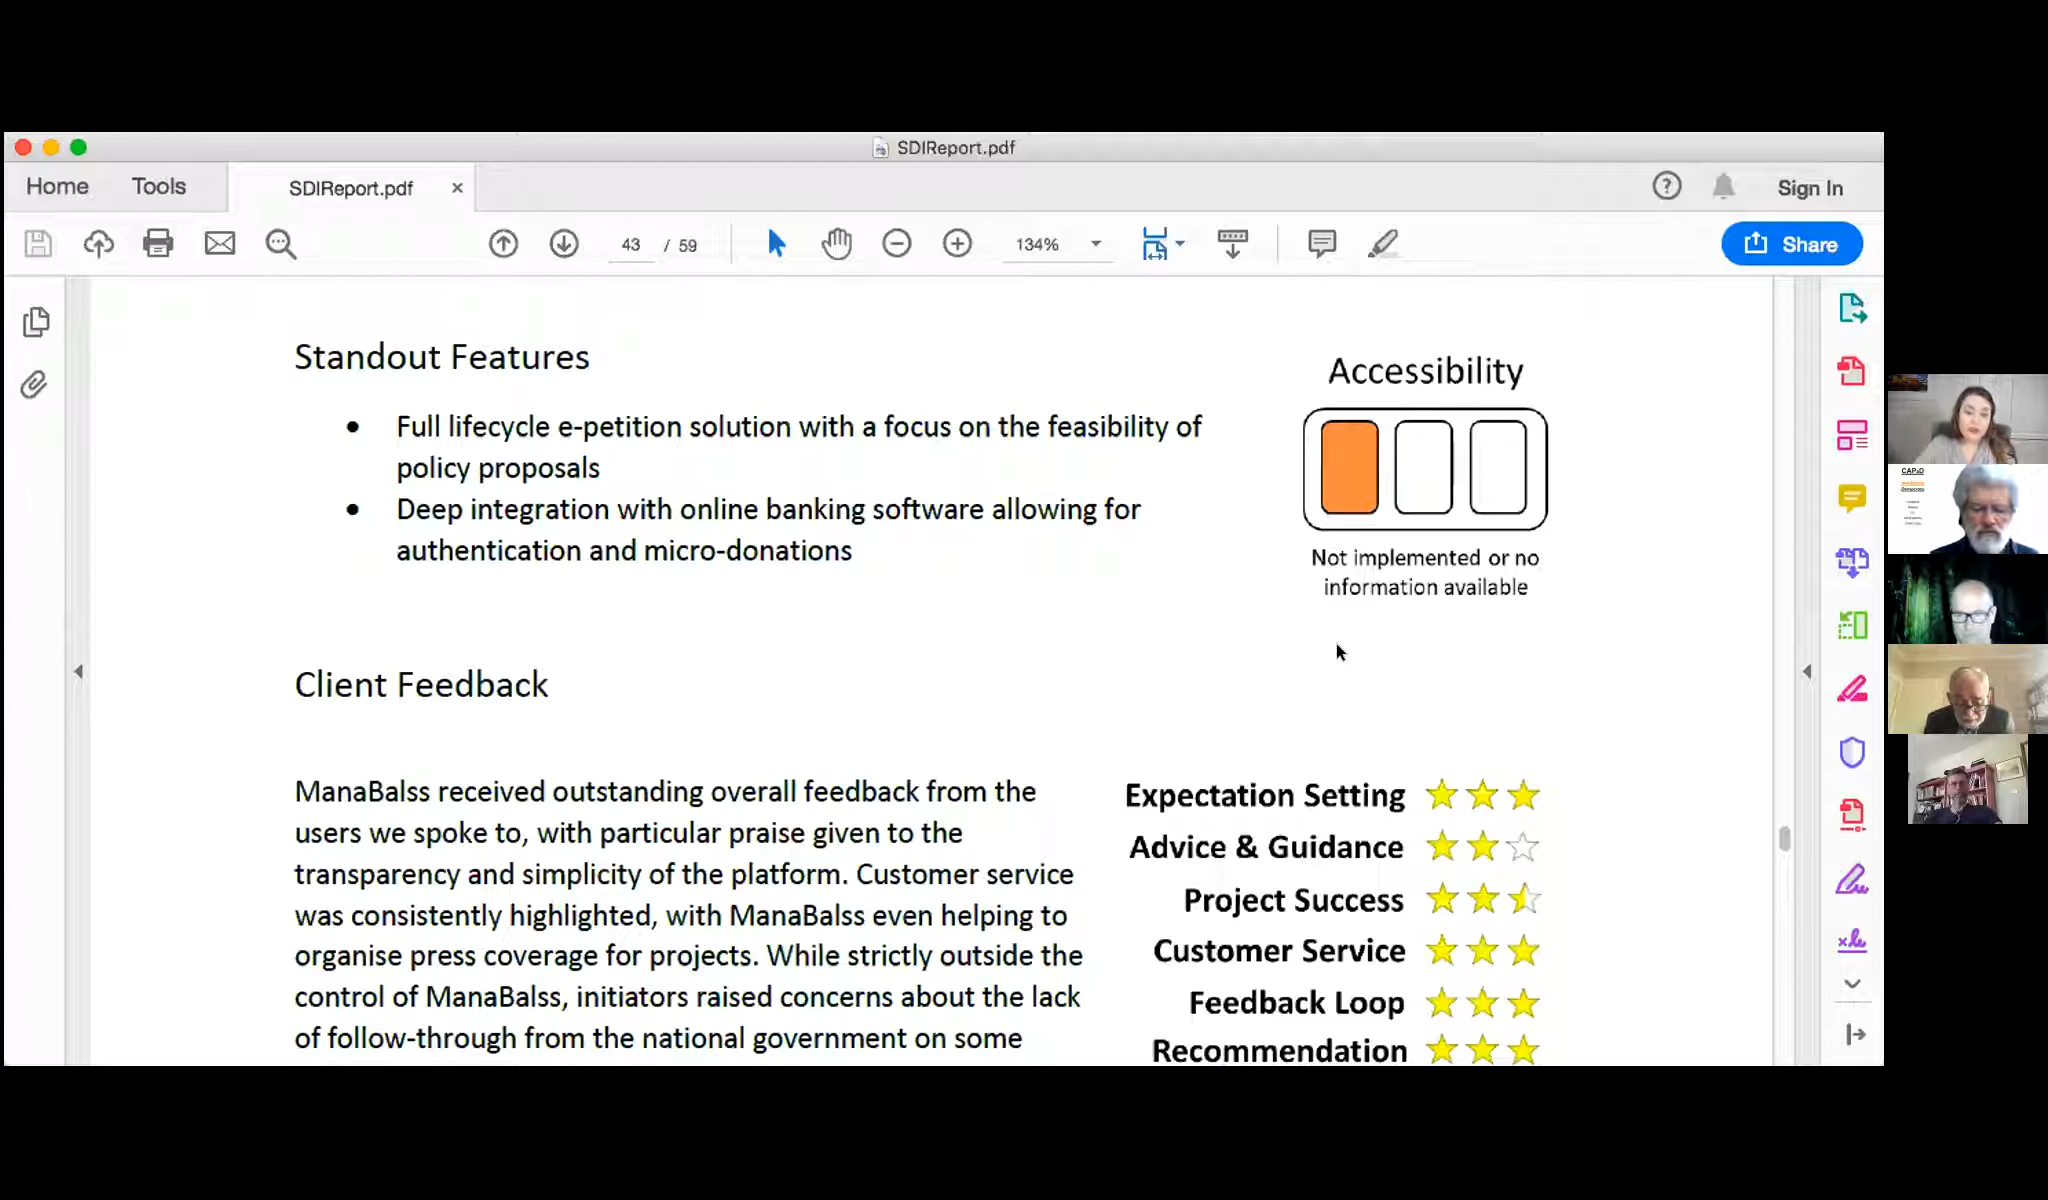 SDIReport.pdf
Home
Tools
SDIReport.pdf
Sign In
43 / 59
134%
Share
Standout Features
• Full lifecycle e-petition solution with a focus on the feasibility of
policy proposals
• Deep integration with online banking software allowing for
authentication and micro-donations
Accessibility
Not implemented or no
information available
Client Feedback
ManaBalss received outstanding overall feedback from the
users we spoke to, with particular praise given to the
transparency and simplicity of the platform. Customer service
was consistently highlighted, with ManaBalss even helping to
organise press coverage for projects. While strictly outside the
control of ManaBalss, initiators raised concerns about the lack
of follow-through from the national government on some
Expectation Setting
Advice & Guidance
Project Success
Customer Service
Feedback Loop
Recommendation
CAPaD